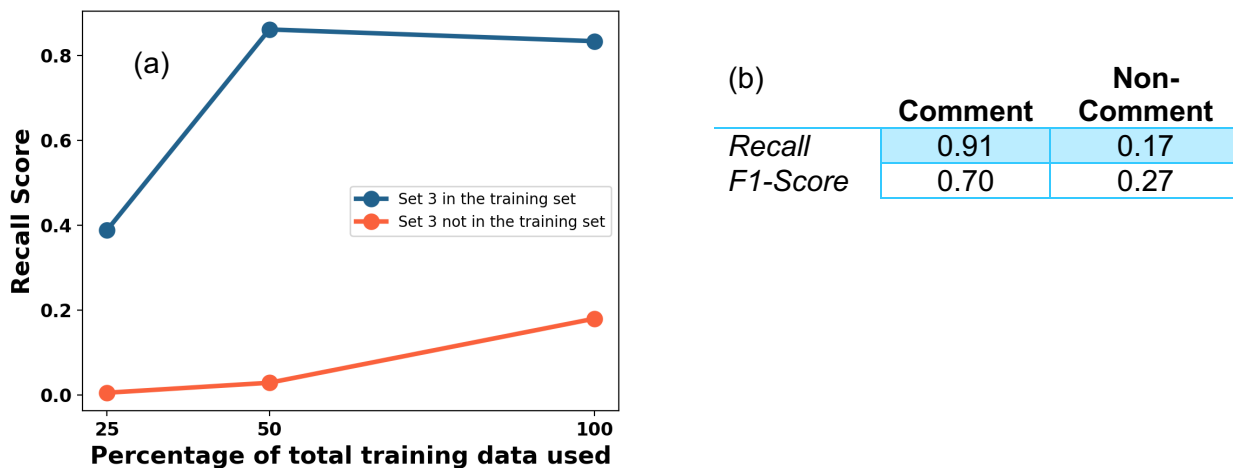 (a)
0.8
0.6
0.4
0.2
0.0
Recall Score
Set 3 in the training set
Set 3 not in the training set
25
50
100
Percentage of total training data used
(b)
Comment
Non-
Comment
Recall 0.91 0.17
F1-Score 0.70 0.27